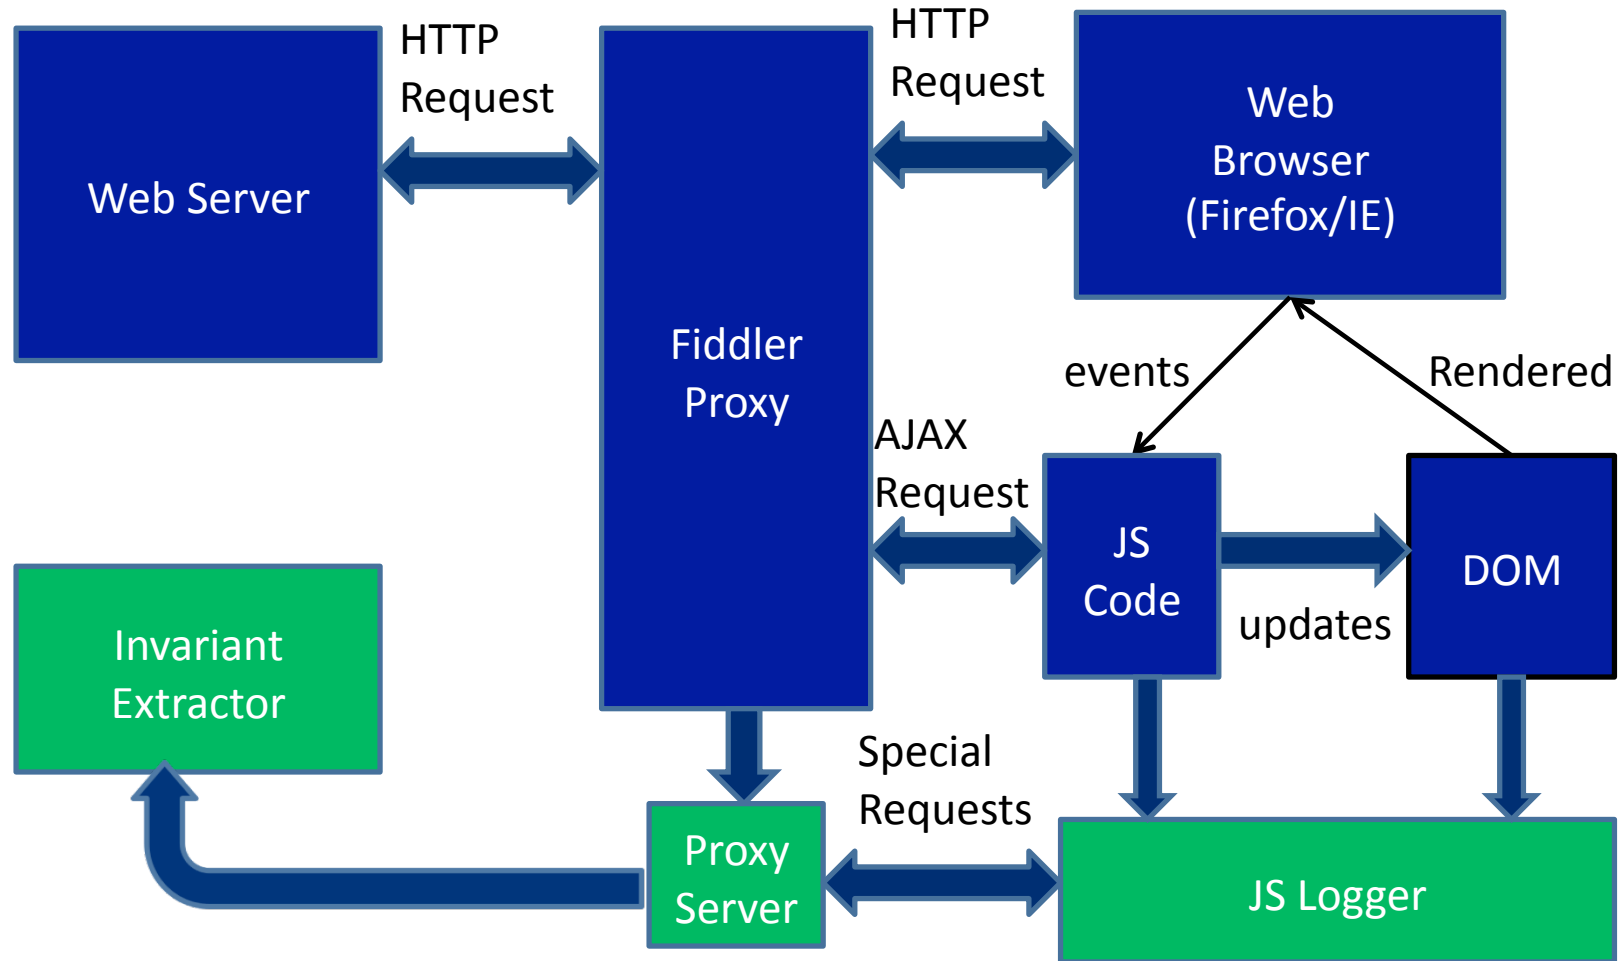 HTTP
Request
HTTP
Request
Web Server
Web
Browser
(Firefox/IE)
Fiddler
Proxy
events
Rendered
AJAX
Request
JS
Code
DOM
updates
Invariant
Extractor
Special
Requests
Proxy
Server
JS Logger